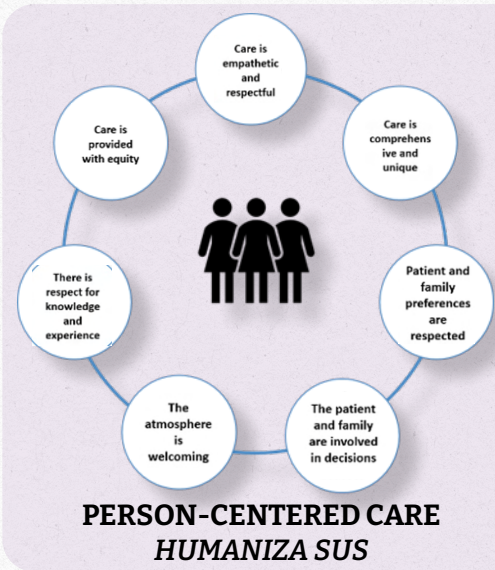 Care is
empathetic
and
respectful
Care is
comprehens
ive and
unique
Patient and
family
preferences
are
respected
The patient
and family
are involved
in decisions
The
atmosphere
is
welcoming
There is
respect for
knowledge
and
experience
Care is
provided
with equity
PERSON-CENTERED CARE
HUMANIZA SUS